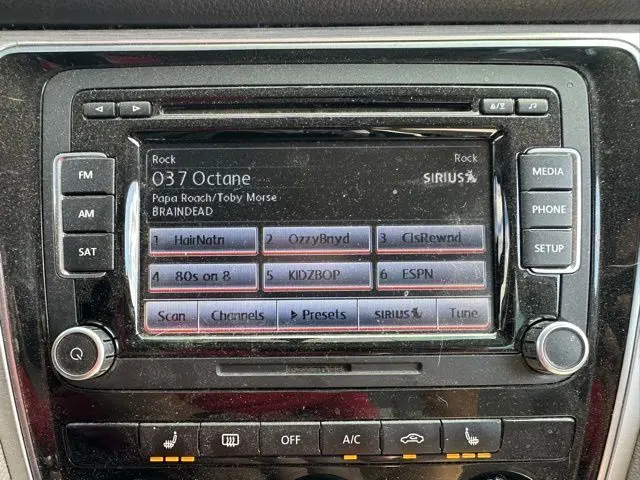 Rock Rock
037 Octane SIRIUS
Papa Roach/Toby Morse
BRAINDEAD
1 HairNatn 2 OzzyBnyd 3 ClsRewnd
4 80s on 8 5 KIDZBOP 6 ESPN
Scan Channels Presets SIRIUS Tune
FM
AM
SAT
MEDIA
PHONE
SETUP
OFF A/C